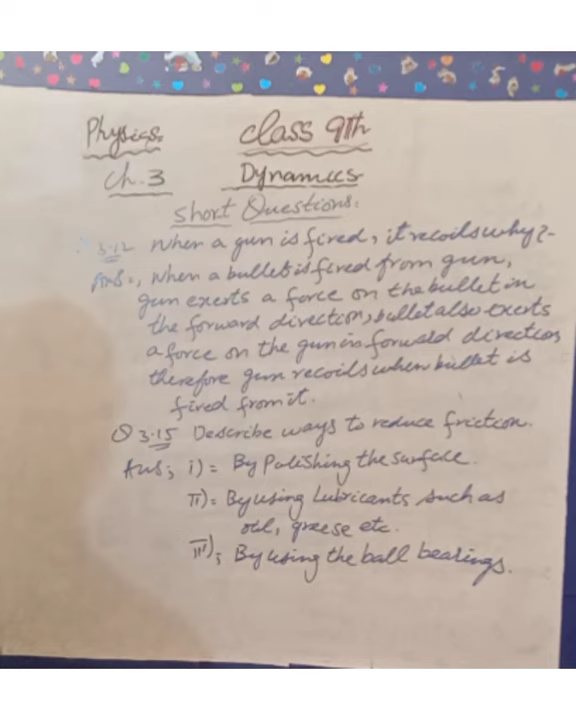 Physics. class 9th
Ch.3 Dynamics
Short Questions:
3.12 When a gun is fired, it recoils why?
Ans:, When a bullet is fired from gun,
gun exerts a force on the bullet in
the forward direction, bullet also exerts
a force on the gun in forward direction
therefore gun recoils when bullet is
fired from it.
Q 3.15 Describe ways to reduce friction.
Ans; i) = By Polishing the surface.
II) = By using Lubricants such as
oil, greese etc.
III); By using the ball bearings.